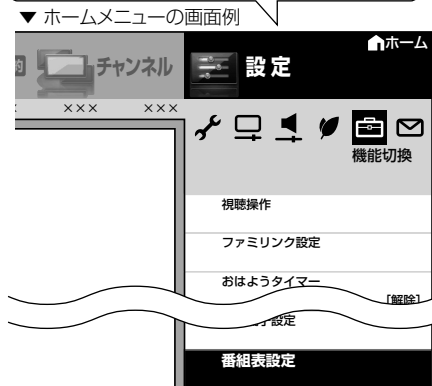 ▼ ホームメニューの画面例
ホーム
チャンネル
設定
××× ×××
機能切換
視聴操作
ファミリンク設定
おはようタイマー
[解除]
設定
番組表設定